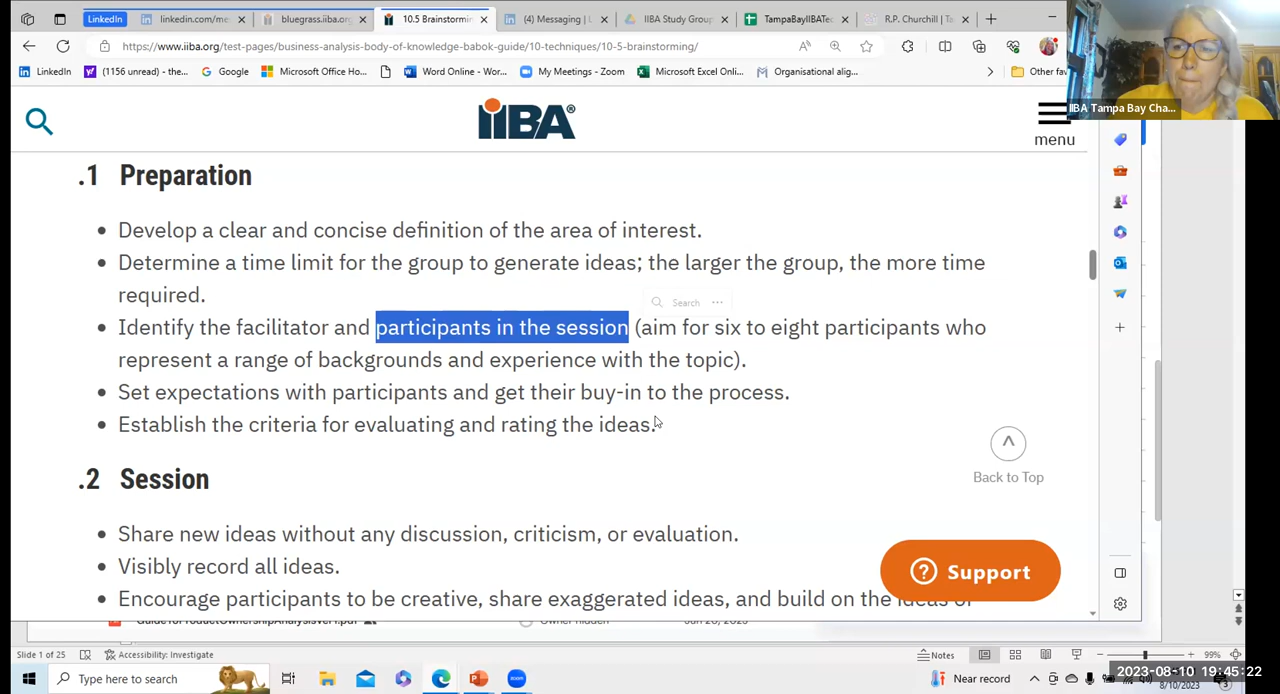 LinkedIn
linkedin.com/me
bluegrass.iiba.org
10.5 Brainstormin
(4) Messaging | L
IIBA Study Group
TampaBayIIBATec
R.P. Churchill | Ta
https://www.iiba.org/test-pages/business-analysis-body-of-knowledge-babok-guide/10-techniques/10-5-brainstorming/
LinkedIn
(1156 unread) - the...
Google
Microsoft Office Ho...
Word Online - Wor...
My Meetings - Zoom
Microsoft Excel Onli...
Organisational alig...
Other fav
IIBA Tampa Bay Cha...
iiBA®
menu
.1 Preparation
• Develop a clear and concise definition of the area of interest.
• Determine a time limit for the group to generate ideas; the larger the group, the more time
required.
Search ...
• Identify the facilitator and participants in the session (aim for six to eight participants who
represent a range of backgrounds and experience with the topic).
• Set expectations with participants and get their buy-in to the process.
• Establish the criteria for evaluating and rating the ideas.
Back to Top
.2 Session
• Share new ideas without any discussion, criticism, or evaluation.
• Visibly record all ideas.
• Encourage participants to be creative, share exaggerated ideas, and build on the ideas of
Support
Slide 1 of 25
Accessibility: Investigate
Notes
99%
Type here to search
Near record
2023-08-10 19:45:22
8/10/2023